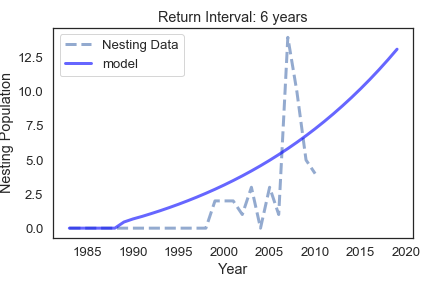 Return Interval: 6 years
Nesting Data
model
12.5
10.0
7.5
5.0
2.5
0.0
Nesting Population
1985 1990 1995 2000 2005 2010 2015 2020
Year